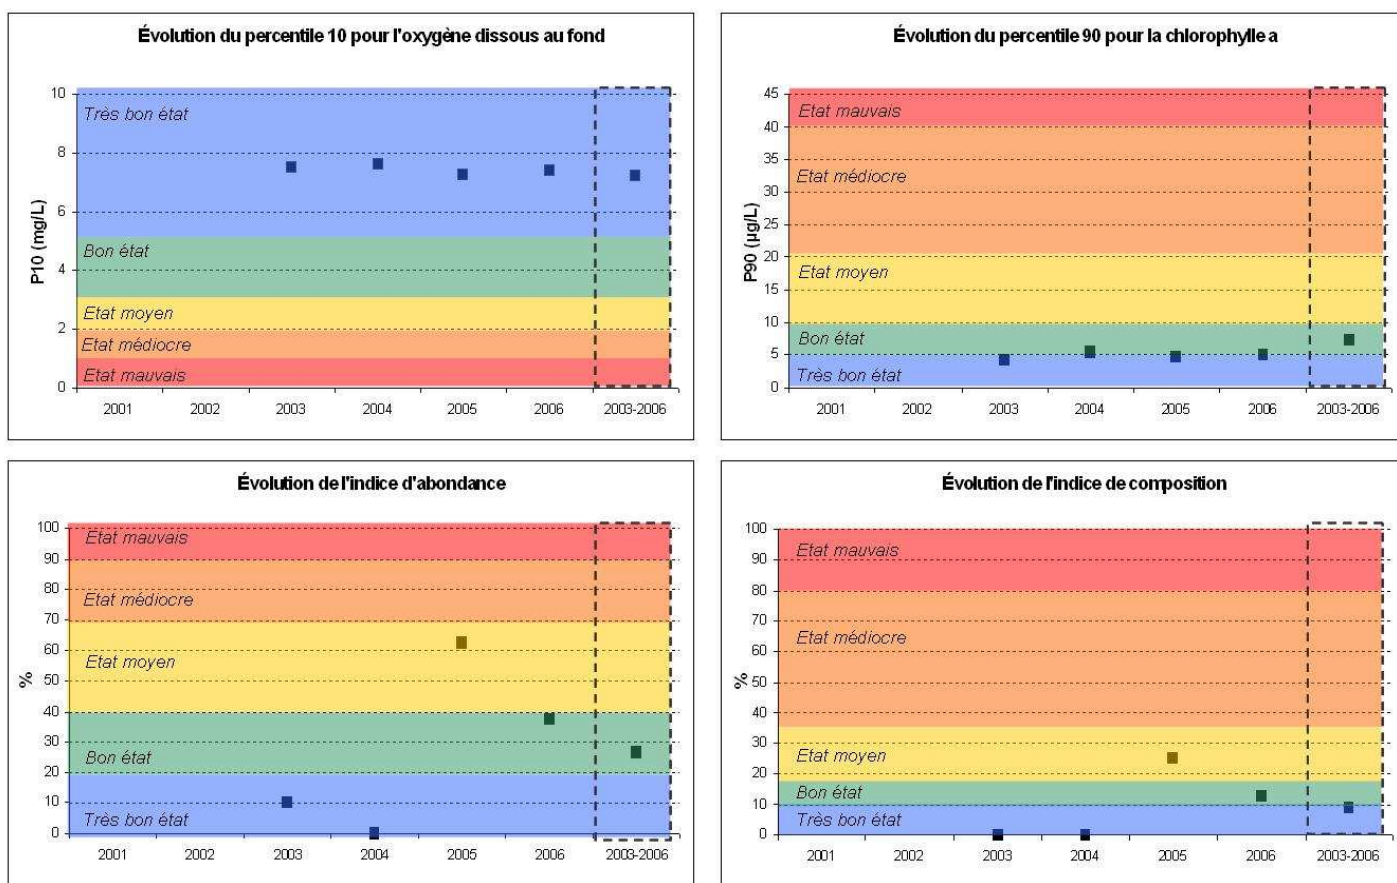 Évolution du percentile 10 pour l'oxygène dissous au fond
P10 (mg/L)
10
8
6
4
2
0
Très bon état
Bon état
Etat moyen
Etat médiocre
Etat mauvais
2001 2002 2003 2004 2005 2006 2003-2006
Évolution du percentile 90 pour la chlorophylle a
P90 (µg/L)
45
40
35
30
25
20
15
10
5
0
Etat mauvais
Etat médiocre
Etat moyen
Bon état
Très bon état
2001 2002 2003 2004 2005 2006 2003-2006
Évolution de l'indice d'abondance
%
100
90
80
70
60
50
40
30
20
10
0
Etat mauvais
Etat médiocre
Etat moyen
Bon état
Très bon état
2001 2002 2003 2004 2005 2006 2003-2006
Évolution de l'indice de composition
%
100
90
80
70
60
50
40
30
20
10
0
Etat mauvais
Etat médiocre
Etat moyen
Bon état
Très bon état
2001 2002 2003 2004 2005 2006 2003-2006